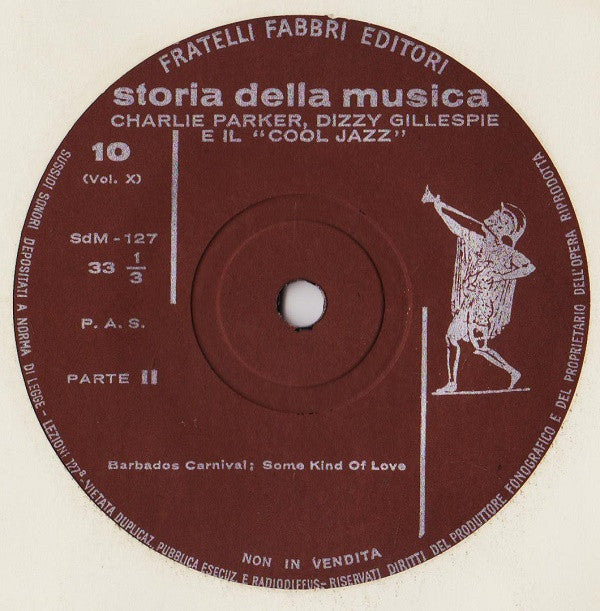 FRATELLI FABBRI EDITORI
storia della musica
CHARLIE PARKER, DIZZY GILLESPIE
E IL "COOL JAZZ"
10
(Vol. X)
SdM - 127
33 1/3
P. A. S.
PARTE II
Barbados Carnival; Some Kind Of Love
NON IN VENDITA
SUSSIDI SONORI DEPOSITATI A NORMA DI LEGGE - LEZIONI 127ª - VIETATA DUPLICAZ. PUBBLICA ESECUZ. E RADIODIFFUS - RISERVATI DIRITTI DEL PRODUTTORE FONOGRAFICO E DEL PROPRIETARIO DELL'OPERA RIPRODOTTA